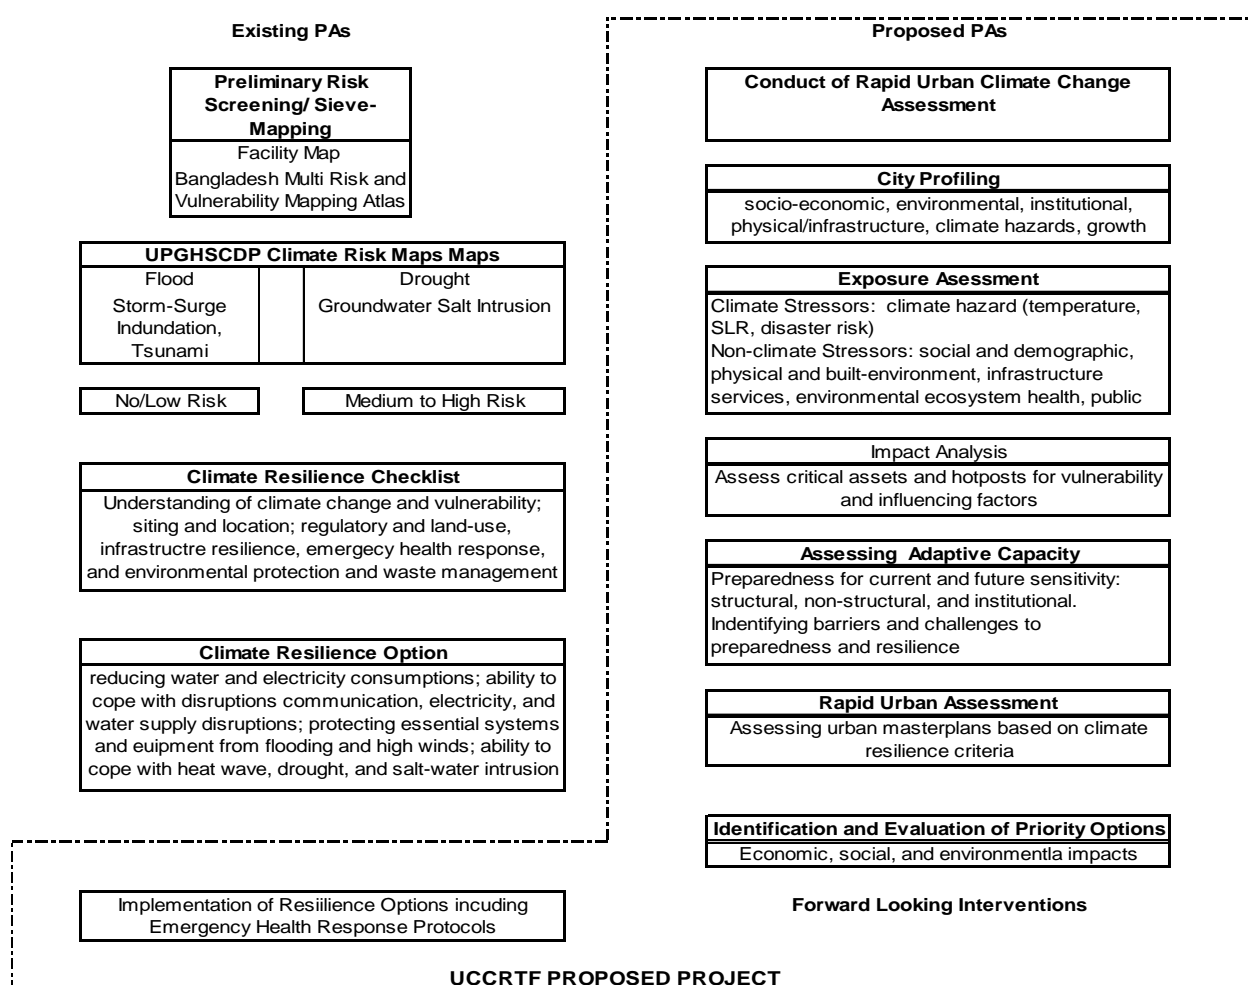 Existing PAs
Preliminary Risk
Screening/ Sieve-
Mapping
Facility Map
Bangladesh Multi Risk and
Vulnerability Mapping Atlas
UPGHSCDP Climate Risk Maps Maps
Flood
Storm-Surge
Indundation,
Tsunami
Drought
Groundwater Salt Intrusion
No/Low Risk
Medium to High Risk
Climate Resilience Checklist
Understanding of climate change and vulnerability;
siting and location; regulatory and land-use,
infrastructre resilience, emergecy health response,
and environmental protection and waste management
Climate Resilience Option
reducing water and electricity consumptions; ability to
cope with disruptions communication, electricity, and
water supply disruptions; protecting essential systems
and euipment from flooding and high winds; ability to
cope with heat wave, drought, and salt-water intrusion
Implementation of Resiilience Options incuding
Emergency Health Response Protocols
Proposed PAs
Conduct of Rapid Urban Climate Change
Assessment
City Profiling
socio-economic, environmental, institutional,
physical/infrastructure, climate hazards, growth
Exposure Asessment
Climate Stressors:  climate hazard (temperature,
SLR, disaster risk)
Non-climate Stressors: social and demographic,
physical and built-environment, infrastructure
services, environmental ecosystem health, public
Impact Analysis
Assess critical assets and hotposts for vulnerability
and influencing factors
Assessing  Adaptive Capacity
Preparedness for current and future sensitivity:
structural, non-structural, and institutional.
Indentifying barriers and challenges to
preparedness and resilience
Rapid Urban Assessment
Assessing urban masterplans based on climate
resilience criteria
Identification and Evaluation of Priority Options
Economic, social, and environmentla impacts
Forward Looking Interventions
UCCRTF PROPOSED PROJECT